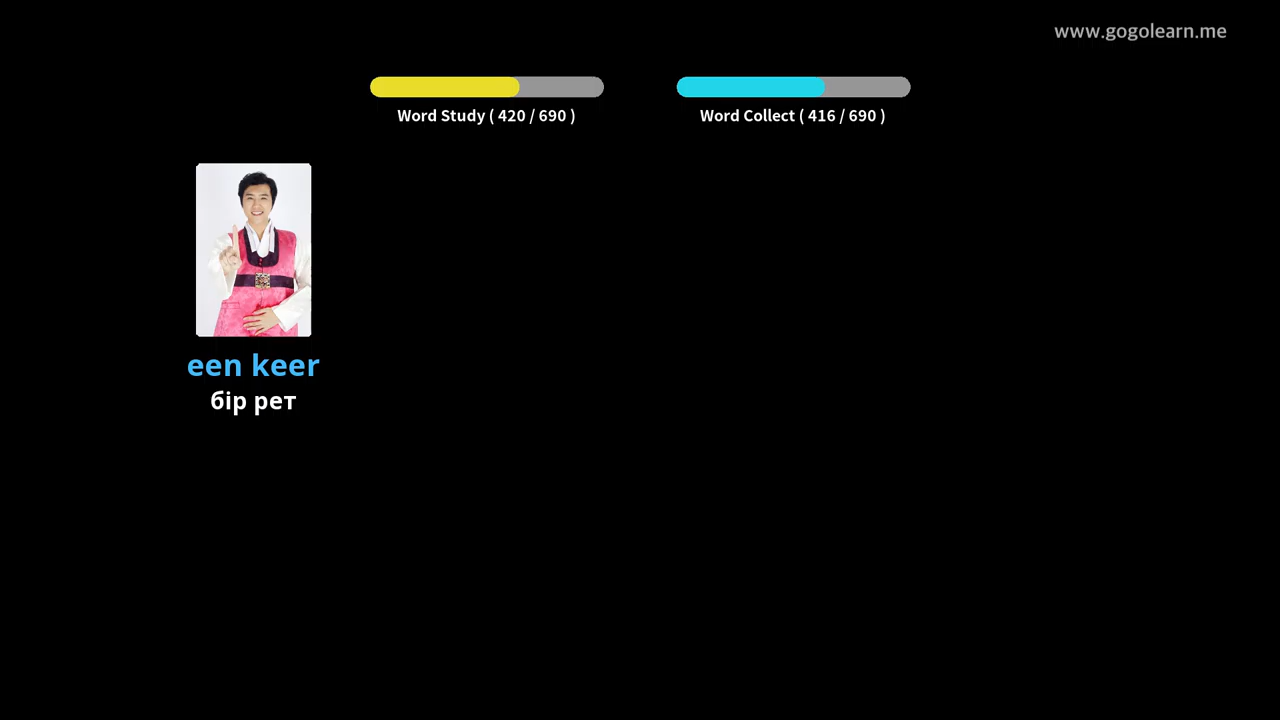 www.gogolearn.me
Word Study ( 420 / 690 )
Word Collect ( 416 / 690 )
een keer
бір рет